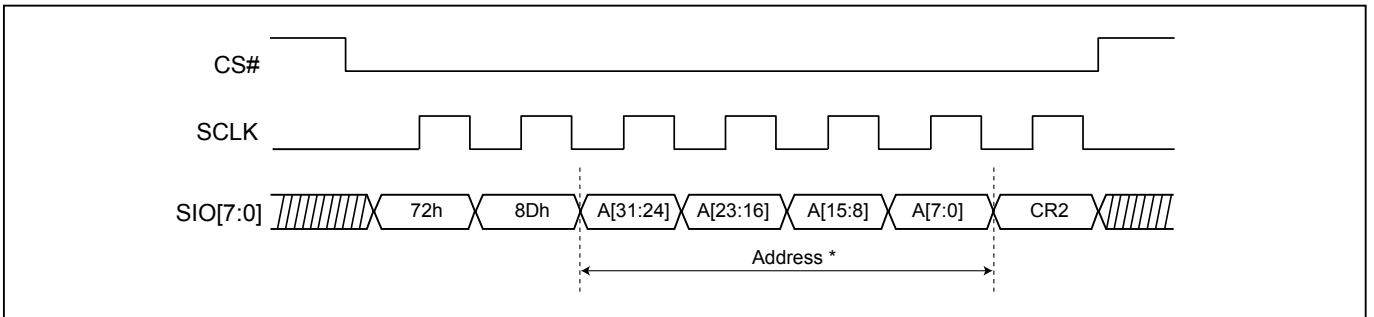 CS#
SCLK
SIO[7:0] 72h 8Dh A[31:24] A[23:16] A[15:8] A[7:0] CR2
Address *